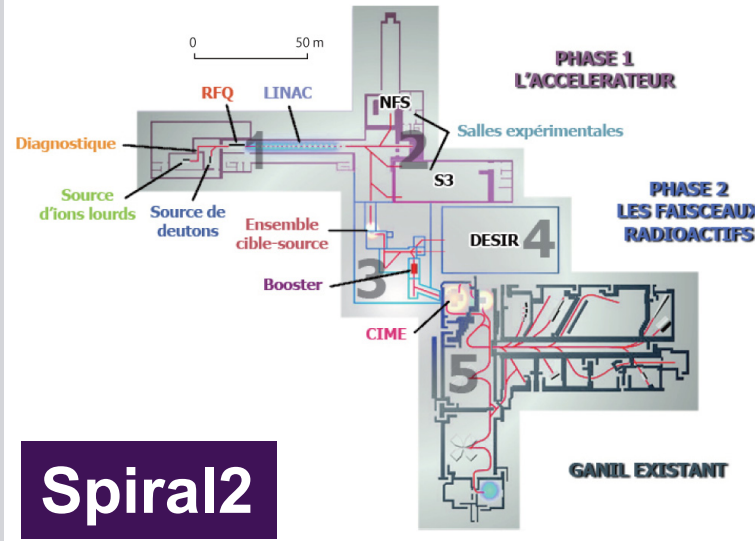 0 50 m
PHASE 1
L'ACCELERATEUR
RFQ
LINAC
NFS
Salles expérimentales
Diagnostique
1
2
S3
1
Source
d'ions lourds
Source de
deutons
PHASE 2
LES FAISCEAUX
RADIOACTIFS
Ensemble
cible-source
DESIR
4
3
Booster
CIME
5
GANIL EXISTANT
Spiral2